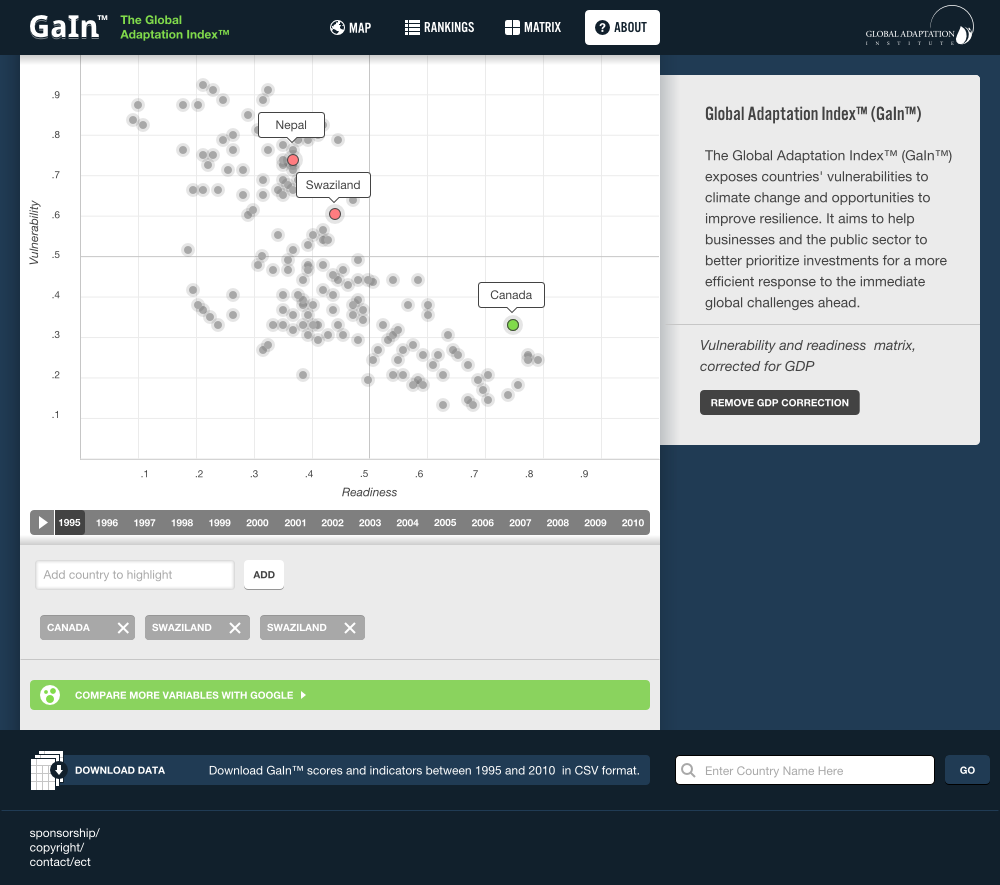 GaIn™
The Global
Adaptation Index™
MAP
RANKINGS
MATRIX
ABOUT
GLOBAL ADAPTATION
INSTITUTE
.9
.8
.7
.6
.5
.4
.3
.2
.1
Vulnerability
Nepal
Swaziland
Canada
.1
.2
.3
.4
.5
.6
.7
.8
.9
Readiness
Global Adaptation Index™ (GaIn™)
The Global Adaptation Index™ (GaIn™)
exposes countries' vulnerabilities to
climate change and opportunities to
improve resilience. It aims to help
businesses and the public sector to
better prioritize investments for a more
efficient response to the immediate
global challenges ahead.
Vulnerability and readiness matrix,
corrected for GDP
REMOVE GDP CORRECTION
1995 1996 1997 1998 1999 2000 2001 2002 2003 2004 2005 2006 2007 2008 2009 2010
Add country to highlight
ADD
CANADA
SWAZILAND
SWAZILAND
COMPARE MORE VARIABLES WITH GOOGLE
DOWNLOAD DATA
Download GaIn™ scores and indicators between 1995 and 2010 in CSV format.
Enter Country Name Here
GO
sponsorship/
copyright/
contact/ect